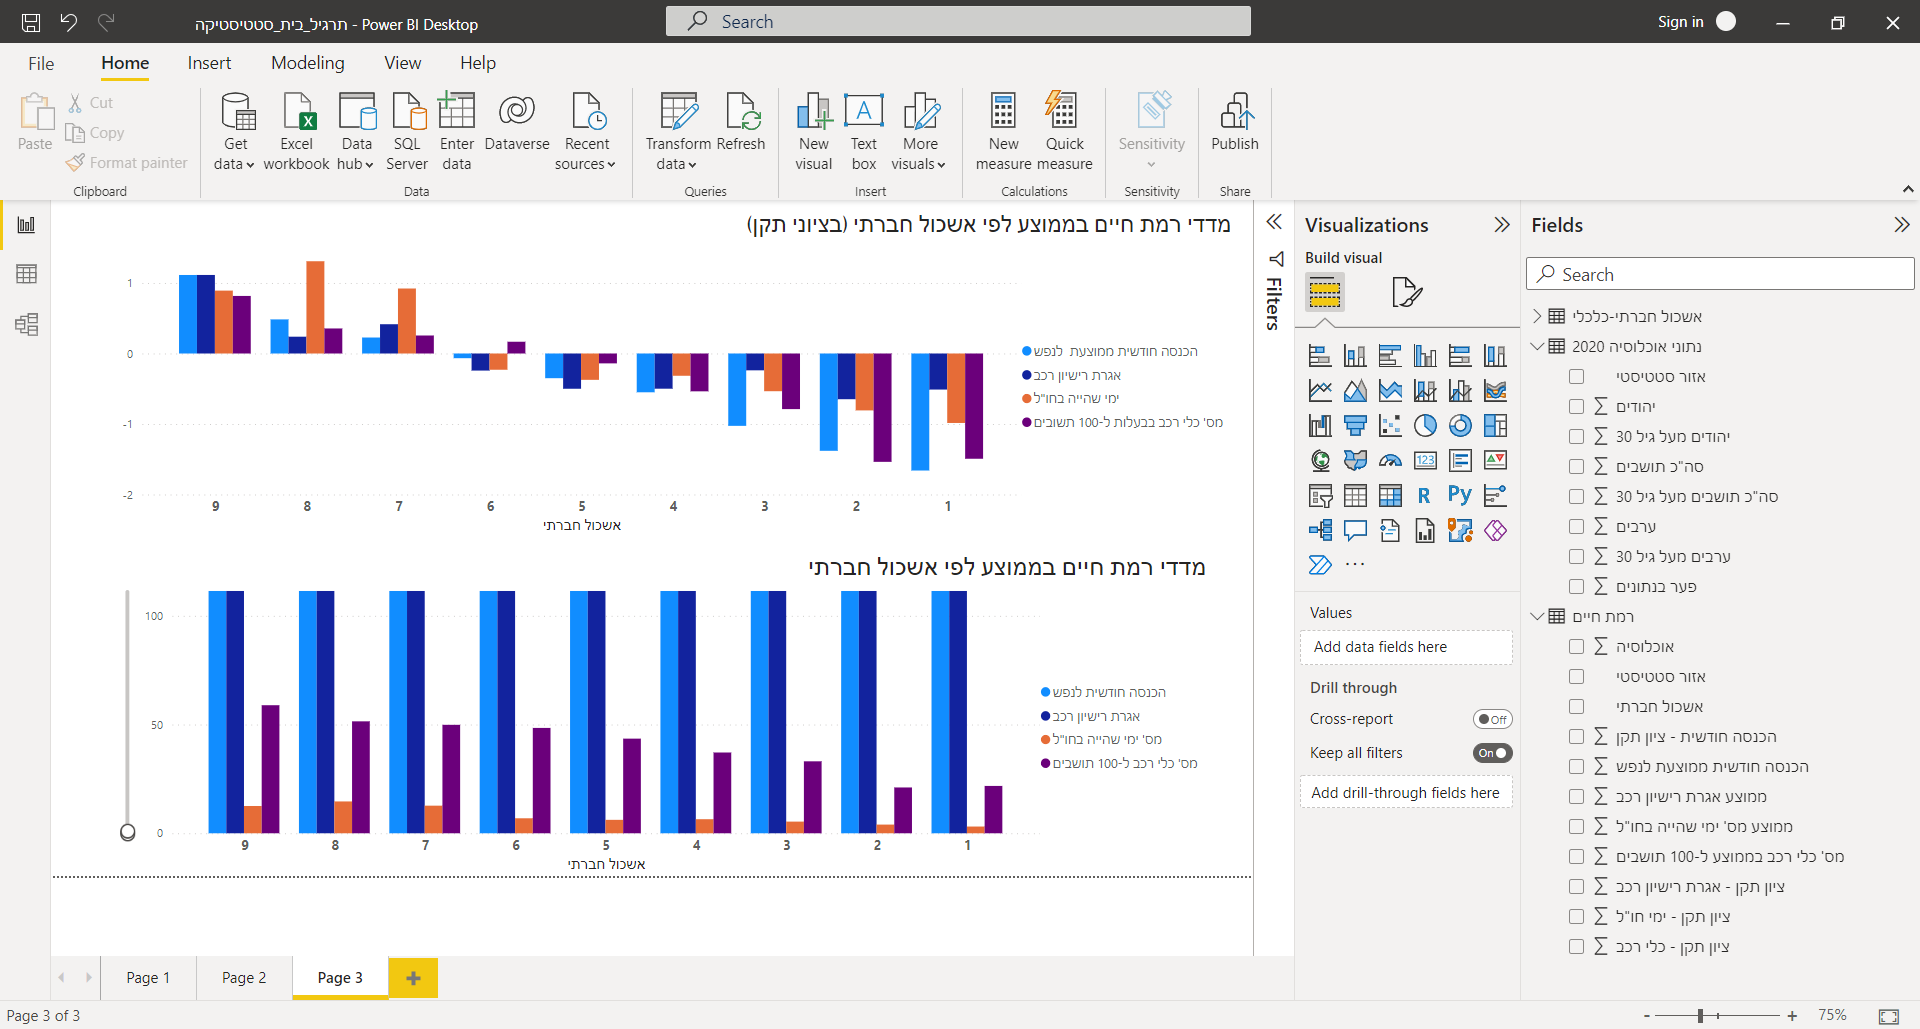 תרגיל_בית_סטטיסטיקה - Power BI Desktop
Search
Sign in
File
Home
Insert
Modeling
View
Help
Paste
Cut
Copy
Format painter
Clipboard
Get data
Excel workbook
Data hub
SQL Server
Enter data
Dataverse
Recent sources
Data
Transform data
Refresh
Queries
New visual
Text box
More visuals
Insert
New measure
Quick measure
Calculations
Sensitivity
Sensitivity
Publish
Share
מדדי רמת חיים בממוצע לפי אשכול חברתי (בציוני תקן)
1
0
-1
-2
9 8 7 6 5 4 3 2 1
אשכול חברתי
הכנסה חודשית ממוצעת לנפש
אגרת רישיון רכב
ימי שהייה בחו"ל
מס' כלי רכב בבעלות ל-100 תשובים
מדדי רמת חיים בממוצע לפי אשכול חברתי
100
50
0
9 8 7 6 5 4 3 2 1
אשכול חברתי
הכנסה חודשית לנפש
אגרת רישיון רכב
מס' ימי שהייה בחו"ל
מס' כלי רכב ל-100 תושבים
Filters
Visualizations
Build visual
123
R
Py
...
Values
Add data fields here
Drill through
Cross-report
Off
Keep all filters
On
Add drill-through fields here
Fields
Search
אשכול חברתי-כלכלי
נתוני אוכלוסיה 2020
אזור סטטיסטי
יהודים
יהודים מעל גיל 30
סה"כ תושבים
סה"כ תושבים מעל גיל 30
ערבים
ערבים מעל גיל 30
פער בנתונים
רמת חיים
אוכלוסיה
אזור סטטיסטי
אשכול חברתי
הכנסה חודשית - ציון תקן
הכנסה חודשית ממוצעת לנפש
ממוצע אגרת רישיון רכב
ממוצע מס' ימי שהייה בחו"ל
מס' כלי רכב בממוצע ל-100 תושבים
ציון תקן - אגרת רישיון רכב
ציון תקן - ימי חו"ל
ציון תקן - כלי רכב
Page 1
Page 2
Page 3
Page 3 of 3
75%